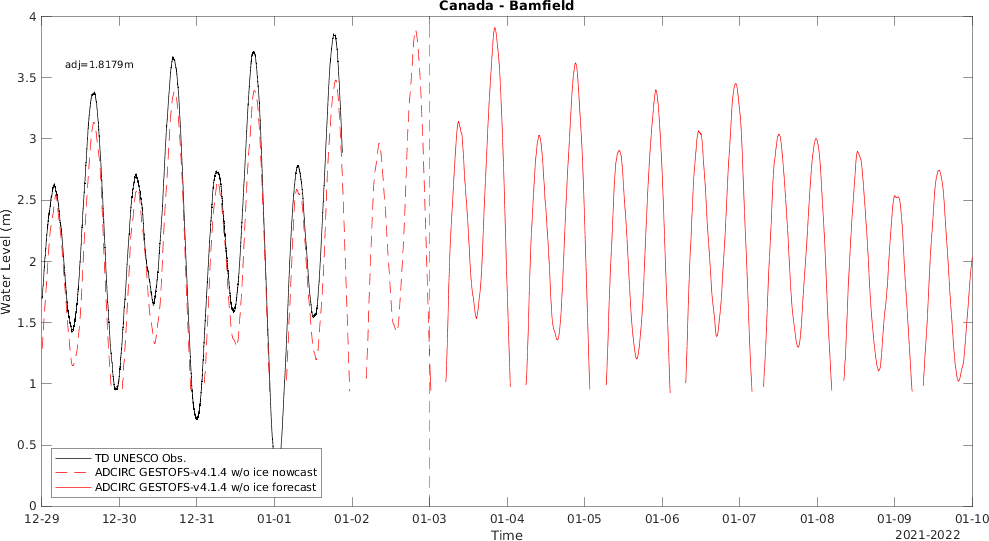 Canada - Bamfield
adj=1.8179m
Water Level (m)
4
3.5
3
2.5
2
1.5
1
0.5
0
TD UNESCO Obs.
ADCIRC GESTOFS-v4.1.4 w/o ice nowcast
ADCIRC GESTOFS-v4.1.4 w/o ice forecast
12-29 12-30 12-31 01-01 01-02 01-03 01-04 01-05 01-06 01-07 01-08 01-09 01-10
Time
2021-2022